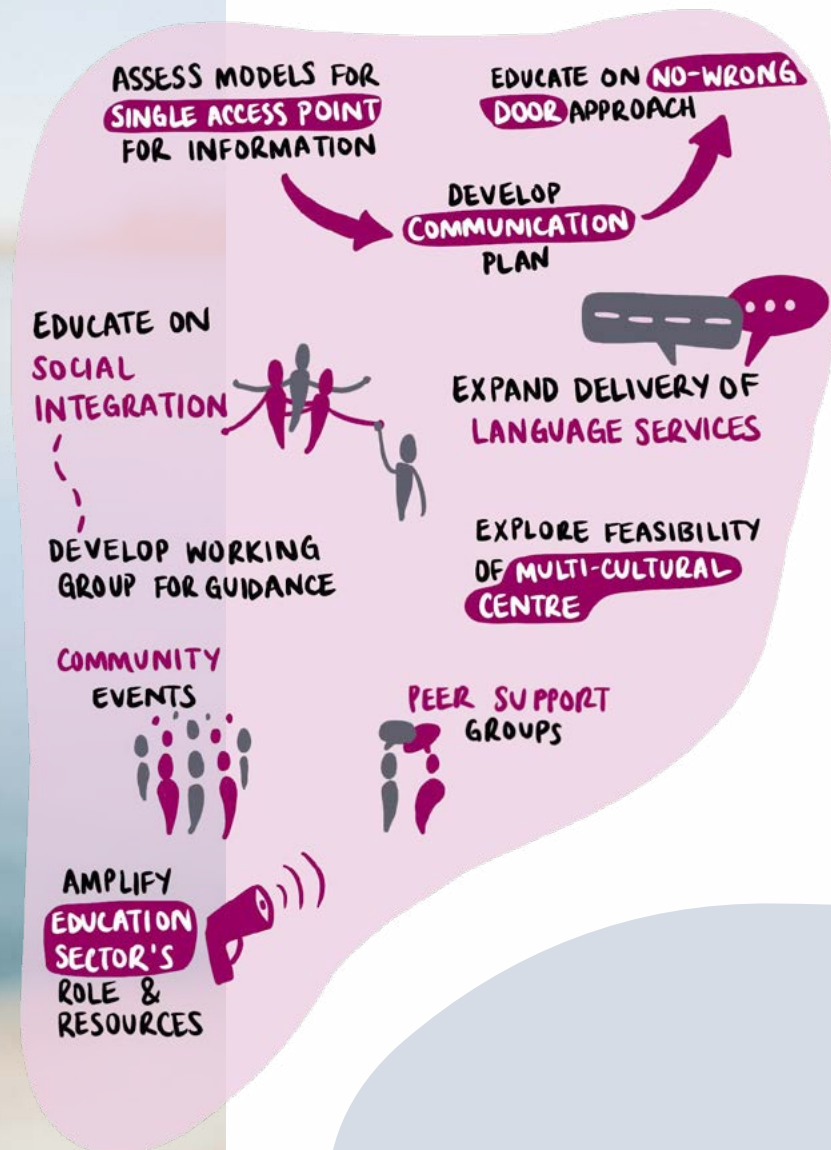 ASSESS MODELS FOR
SINGLE ACCESS POINT
FOR INFORMATION
EDUCATE ON NO-WRONG
DOOR APPROACH
DEVELOP
COMMUNICATION
PLAN
EDUCATE ON
SOCIAL
INTEGRATION
EXPAND DELIVERY OF
LANGUAGE SERVICES
DEVELOP WORKING
GROUP FOR GUIDANCE
EXPLORE FEASIBILITY
OF MULTI-CULTURAL
CENTRE
COMMUNITY
EVENTS
PEER SUPPORT
GROUPS
AMPLIFY
EDUCATION
SECTOR'S
ROLE &
RESOURCES